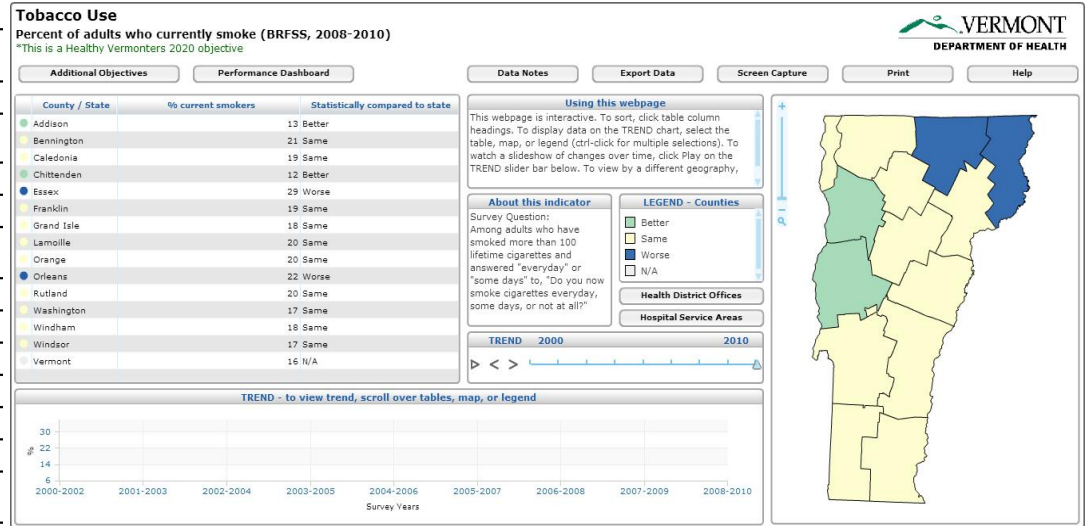 Tobacco Use
Percent of adults who currently smoke (BRFSS, 2008-2010)
*This is a Healthy Vermonters 2020 objective
VERMONT
DEPARTMENT OF HEALTH
Additional Objectives
Performance Dashboard
Data Notes
Export Data
Screen Capture
Print
Help
County / State % current smokers Statistically compared to state
Addison 13 Better
Bennington 21 Same
Caledonia 19 Same
Chittenden 12 Better
Essex 29 Worse
Franklin 19 Same
Grand Isle 18 Same
Lamoille 20 Same
Orange 20 Same
Orleans 22 Worse
Rutland 20 Same
Washington 17 Same
Windham 18 Same
Windsor 17 Same
Vermont 16 N/A
Using this webpage
This webpage is interactive. To sort, click table column
headings. To display data on the TREND chart, select the
table, map, or legend (ctrl-click for multiple selections). To
watch a slideshow of changes over time, click Play on the
TREND slider bar below. To view by a different geography,
About this indicator
Survey Question:
Among adults who have
smoked more than 100
lifetime cigarettes and
answered "everyday" or
"some days" to, "Do you now
smoke cigarettes everyday,
some days, or not at all?"
LEGEND - Counties
Better
Same
Worse
N/A
Health District Offices
Hospital Service Areas
TREND 2000 2010
TREND - to view trend, scroll over tables, map, or legend
%
30
22
14
6
2000-2002 2001-2003 2002-2004 2003-2005 2004-2006 2005-2007 2006-2008 2007-2009 2008-2010
Survey Years